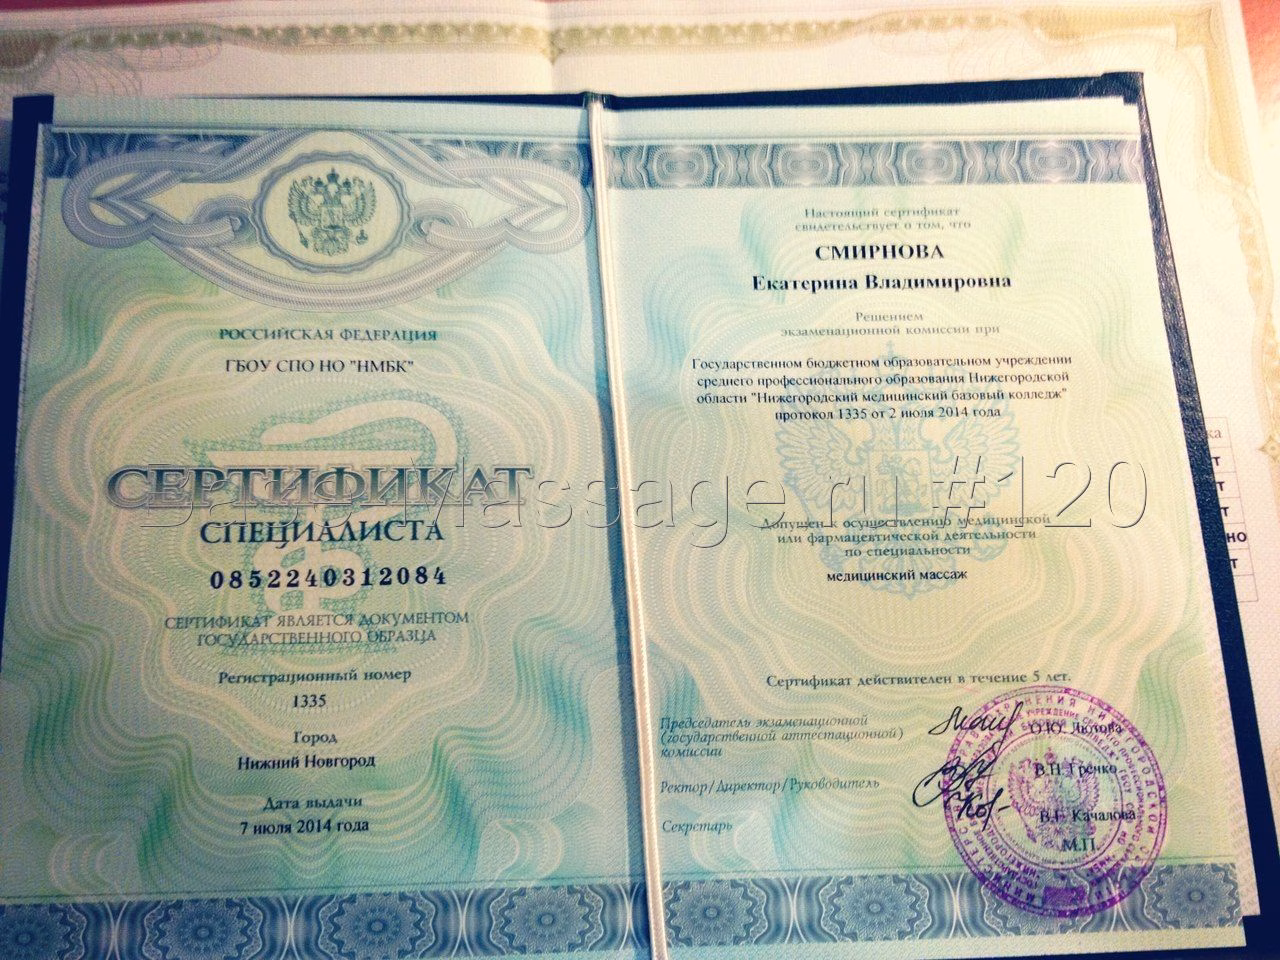 РОССИЙСКАЯ ФЕДЕРАЦИЯ
ГБОУ СПО НО "НМБК"
СЕРТИФИКАТ
СПЕЦИАЛИСТА
0852240312084
СЕРТИФИКАТ ЯВЛЯЕТСЯ ДОКУМЕНТОМ
ГОСУДАРСТВЕННОГО ОБРАЗЦА
Регистрационный номер
1335
Город
Нижний Новгород
Дата выдачи
7 июля 2014 года
Настоящий сертификат
свидетельствует о том, что
СМИРНОВА
Екатерина Владимировна
Решением
экзаменационной комиссии при
Государственном бюджетном образовательном учреждении
среднего профессионального образования Нижегородской
области "Нижегородский медицинский базовый колледж"
протокол 1335 от 2 июля 2014 года
Massage.ru #120
Допущен к осуществлению медицинской
или фармацевтической деятельности
по специальности
медицинский массаж
Сертификат действителен в течение 5 лет.
Председатель экзаменационной
(государственной аттестационной)
комиссии
О.Ю.
Ректор/Директор/Руководитель
В.Н. Гречко
Секретарь
Качалова
М.П.